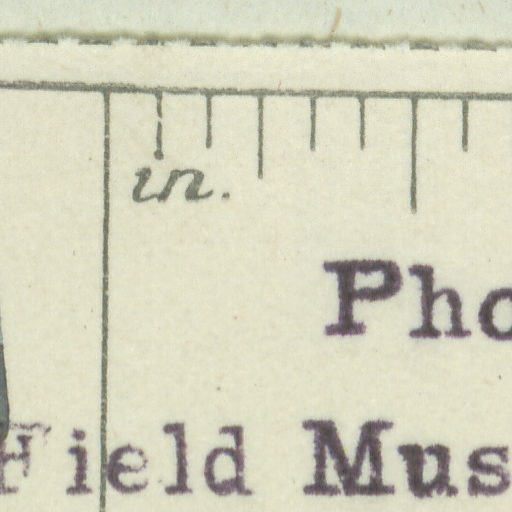 in.
Pho
Field Mus